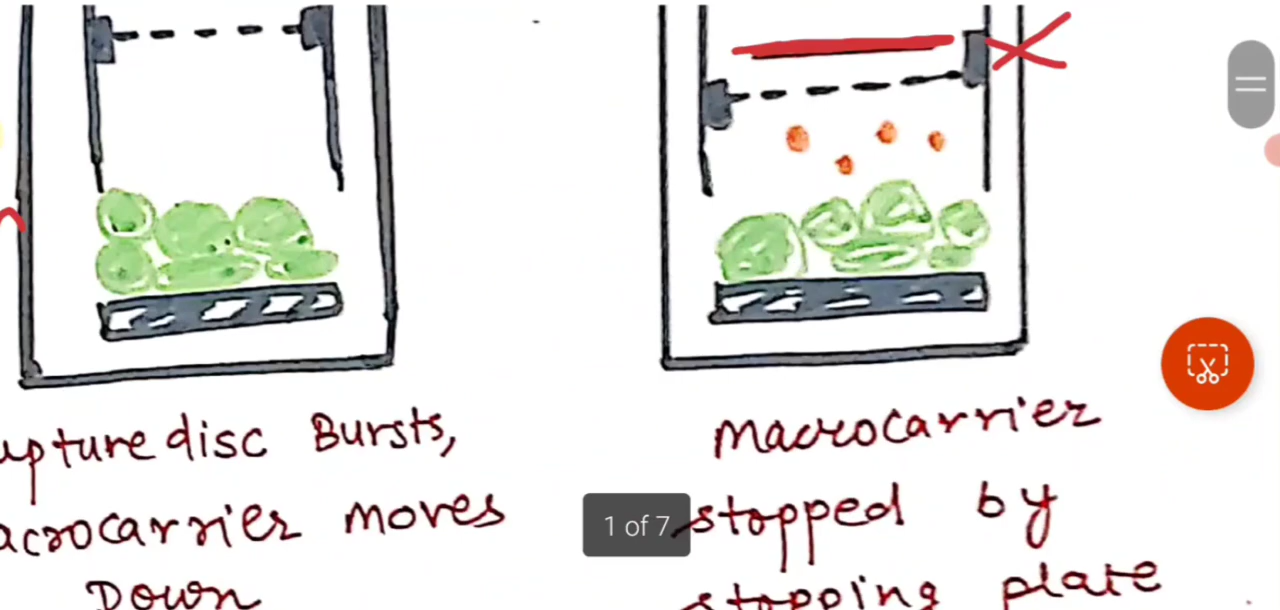 upture disc Bursts,
acrocarrier moves
Down
Macrocarrier
stopped by
stopping plate
1 of 7